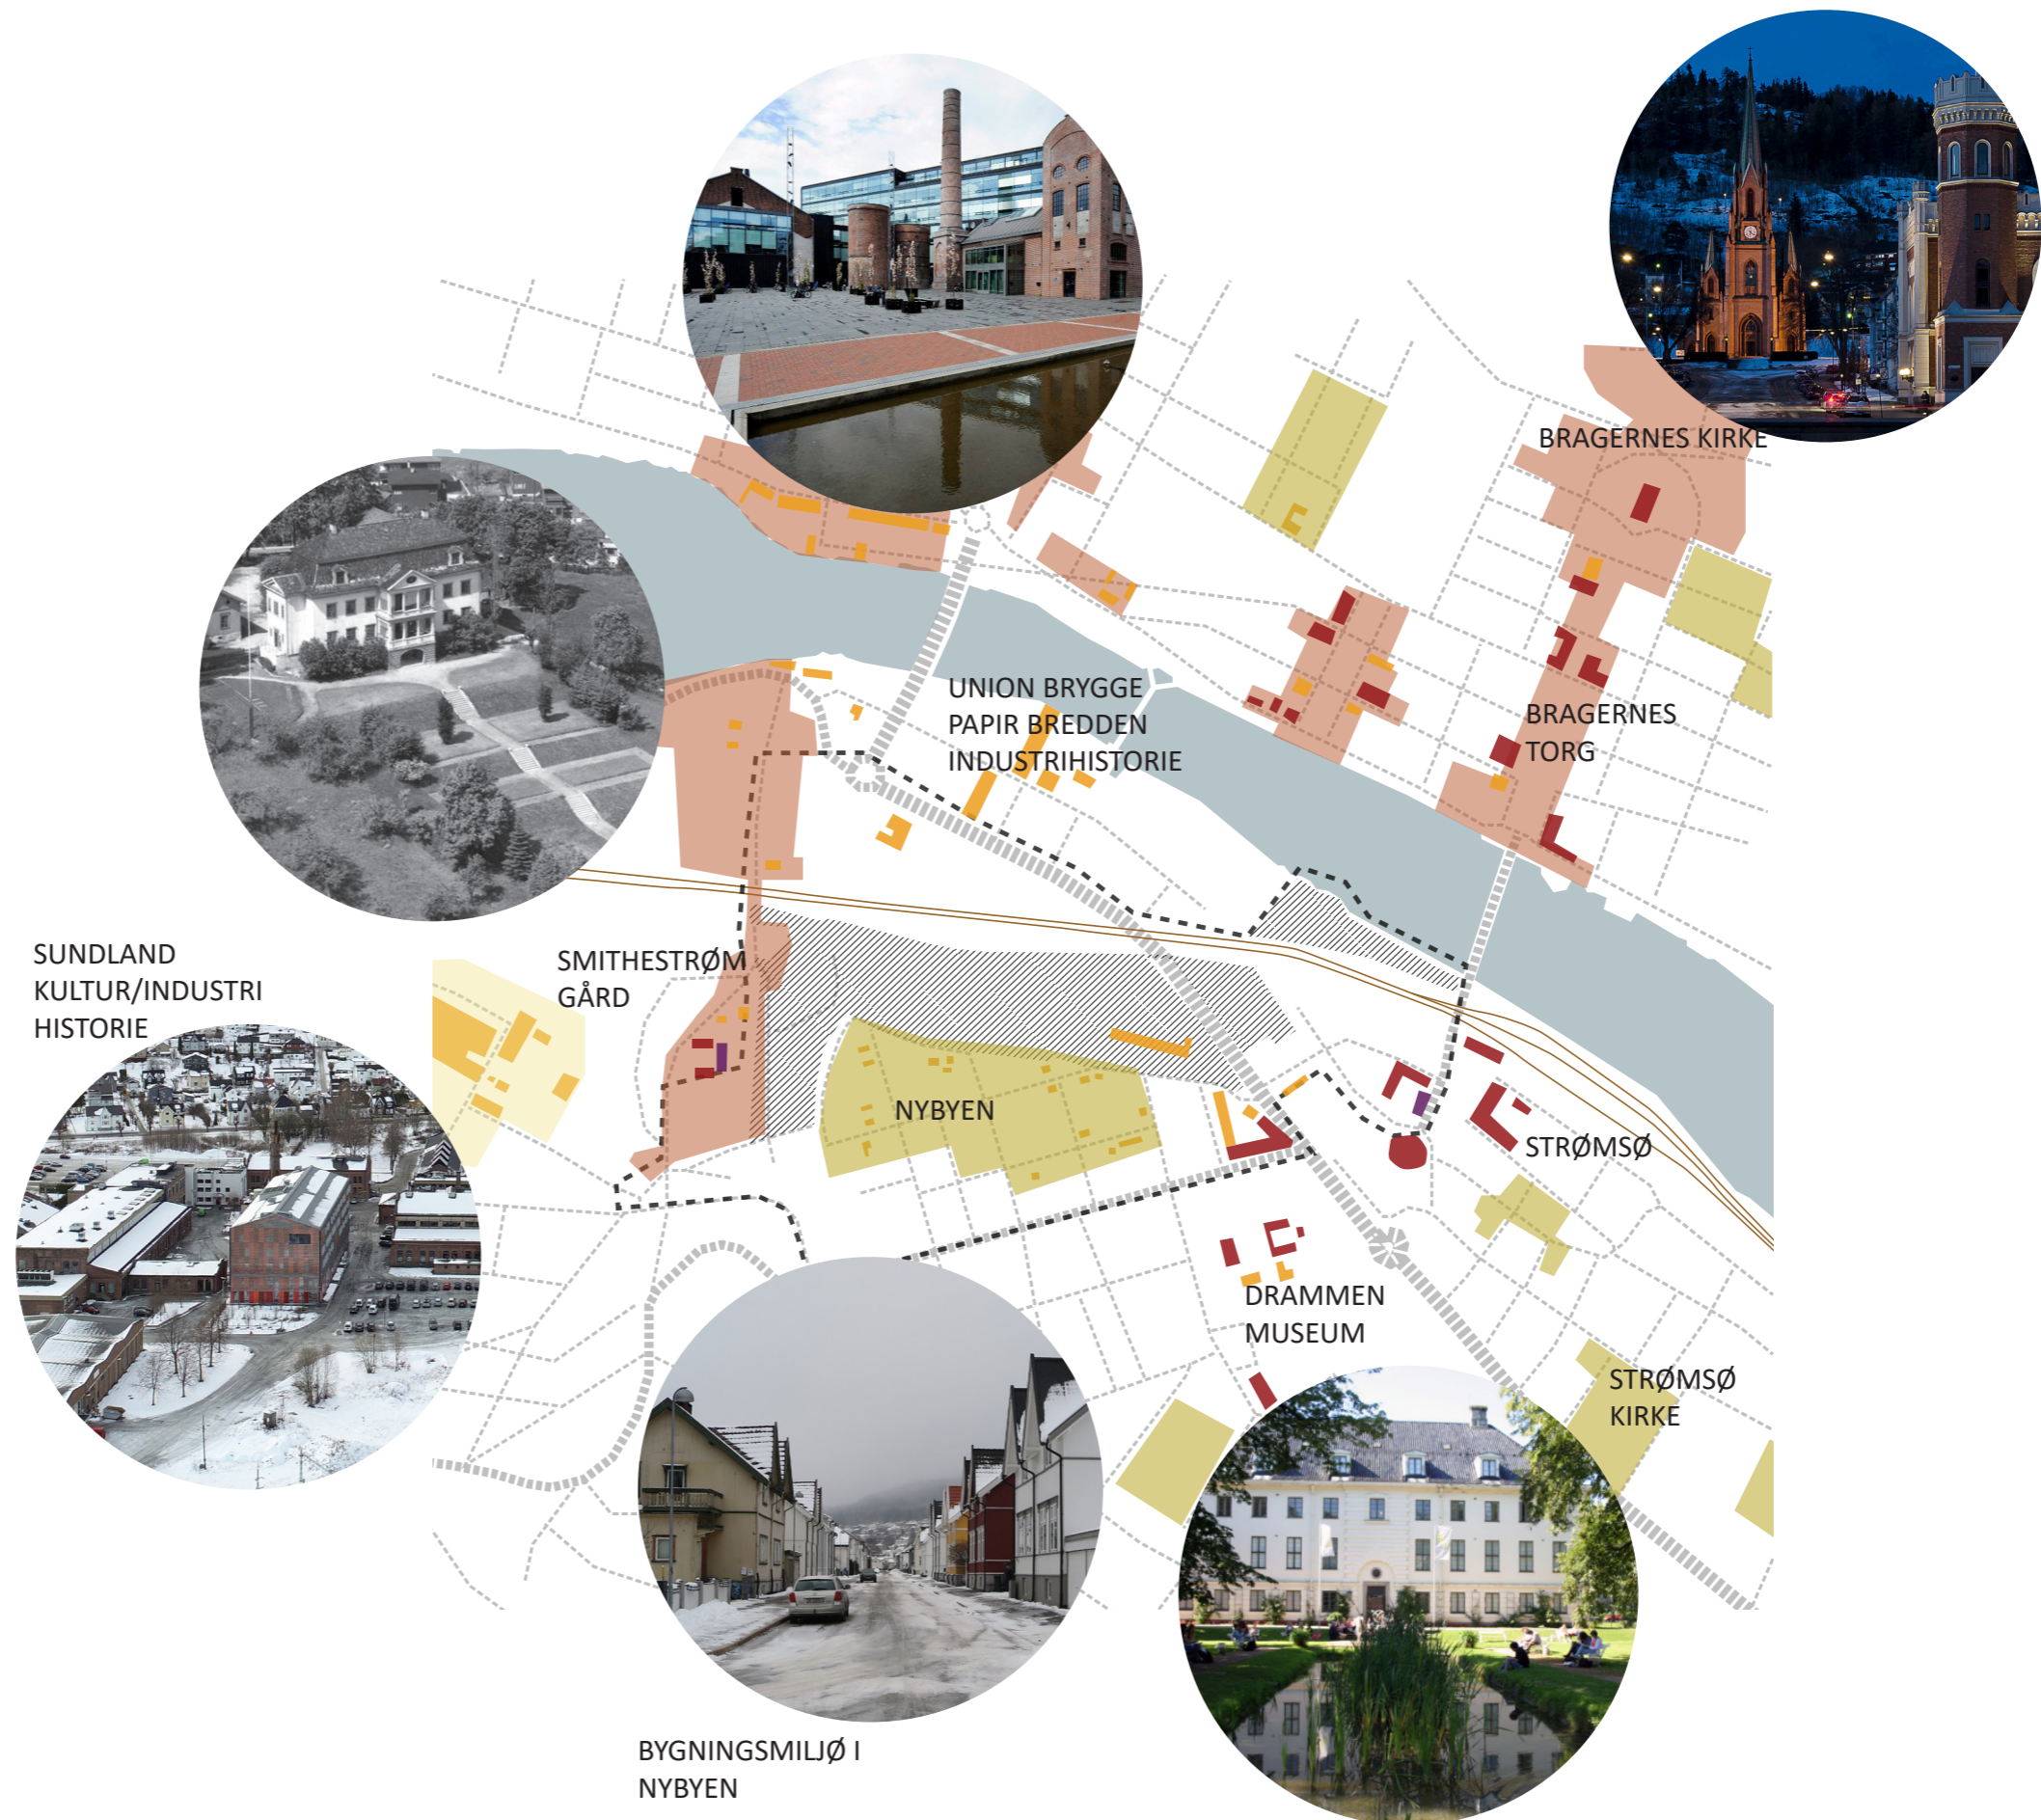 BRAGERNES KIRKE
UNION BRYGGE
PAPIR BREDDEN
INDUSTRIHISTORIE
BRAGERNES
TORG
SUNDLAND
KULTUR/INDUSTRI
HISTORIE
SMITHESTRØM
GÅRD
NYBYEN
STRØMSØ
DRAMMEN
MUSEUM
STRØMSØ
KIRKE
BYGNINGSMILJØ I
NYBYEN